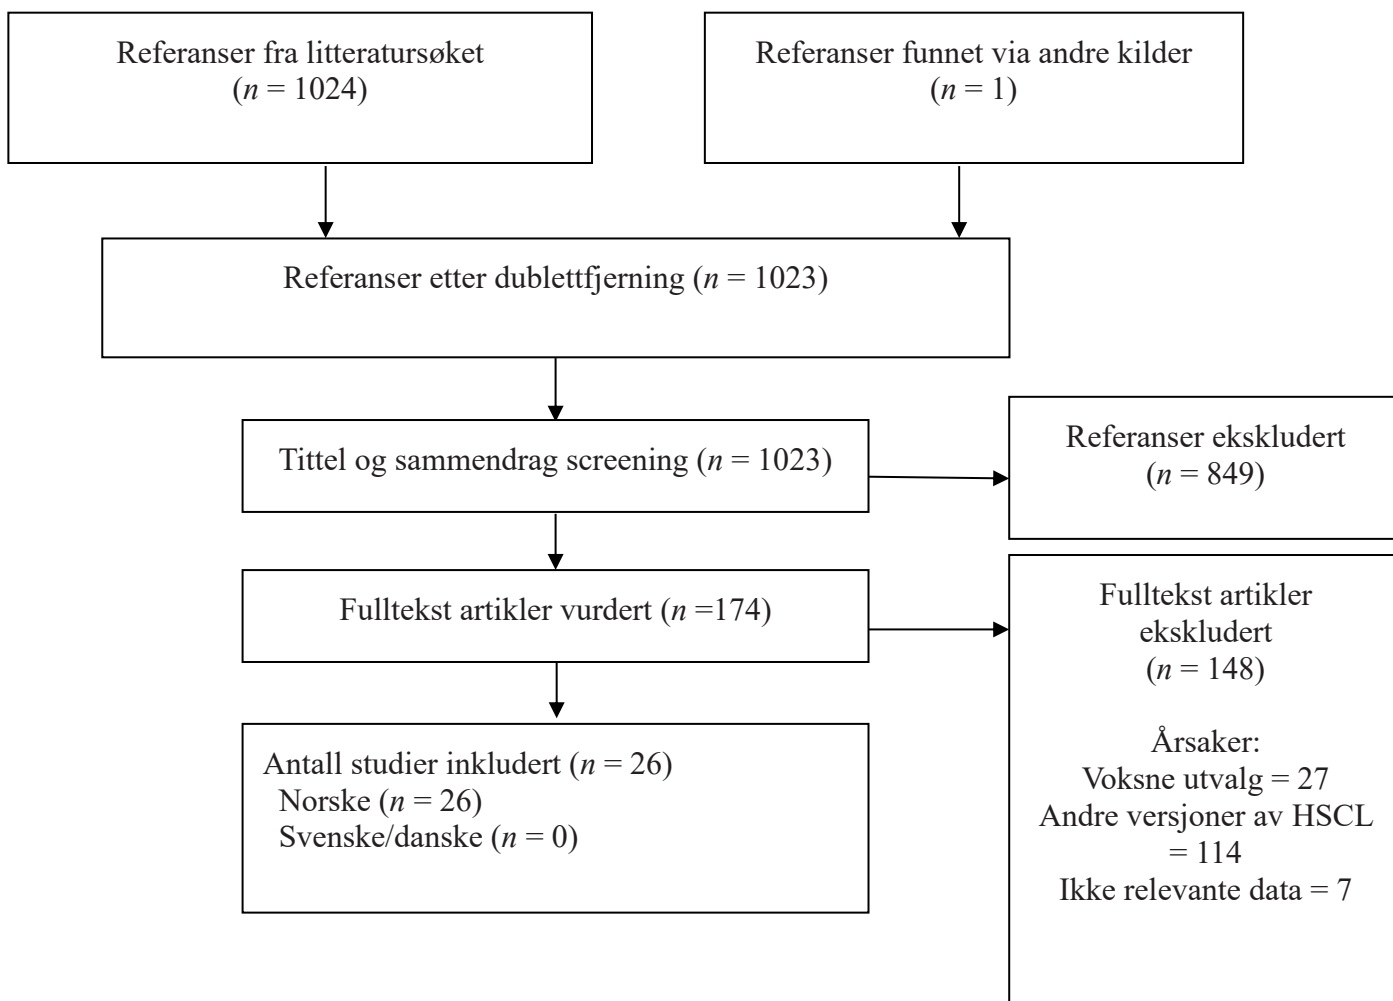 Referanser fra litteratursøket
(n = 1024)
Referanser funnet via andre kilder
(n = 1)
Referanser etter dublettfjerning (n = 1023)
Tittel og sammendrag screening (n = 1023)
Referanser ekskludert
(n = 849)
Fulltekst artikler vurdert (n =174)
Fulltekst artikler
ekskludert
(n = 148)
Årsaker:
Voksne utvalg = 27
Andre versjoner av HSCL
= 114
Ikke relevante data = 7
Antall studier inkludert (n = 26)
Norske (n = 26)
Svenske/danske (n = 0)